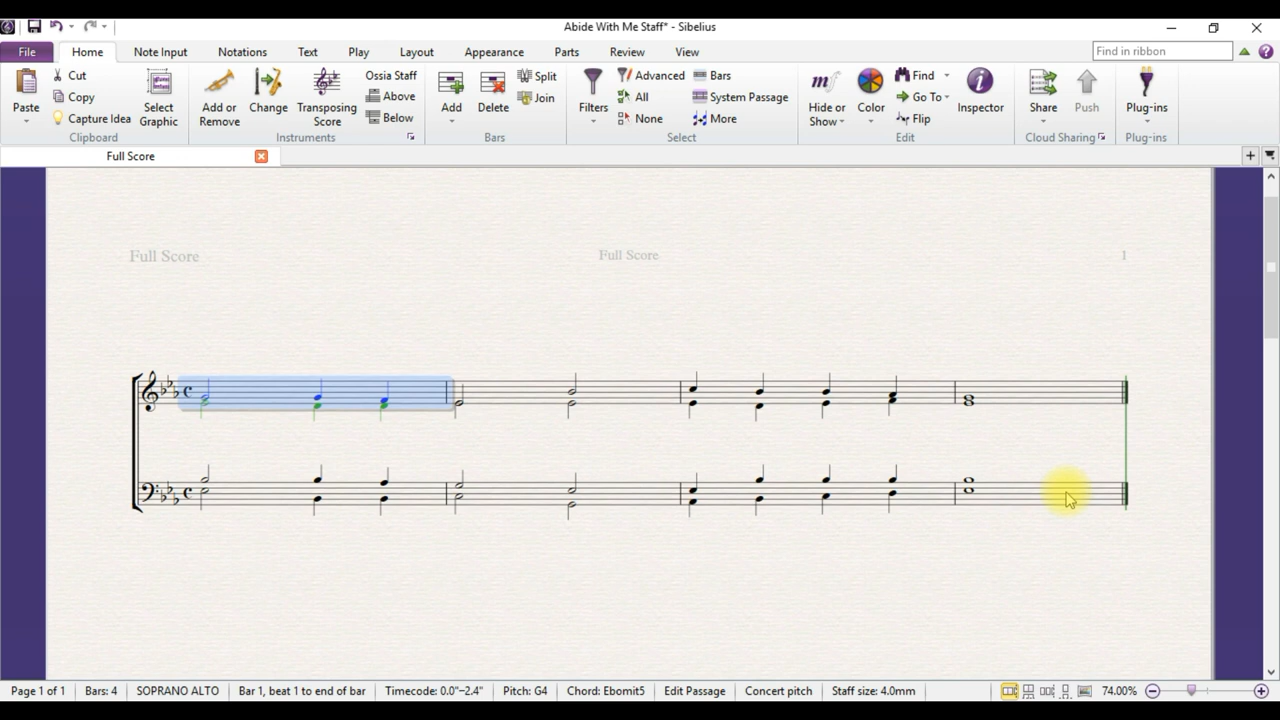 Abide With Me Staff* - Sibelius
File Home Note Input Notations Text Play Layout Appearance Parts Review View Find in ribbon
Paste Cut Copy Capture Idea Select Graphic Clipboard
Add or Remove Change Transposing Score Ossia Staff Above Below Instruments
Add Delete Split Join Bars
Filters Advanced All None Bars System Passage More Select
Hide or Show Color Find Go To Flip Inspector Edit
Share Push Cloud Sharing
Plug-ins Plug-ins
Full Score
Full Score Full Score 1
Page 1 of 1 Bars: 4 SOPRANO ALTO Bar 1, beat 1 to end of bar Timecode: 0.0"–2.4" Pitch: G4 Chord: Ebomit5 Edit Passage Concert pitch Staff size: 4.0mm 74.00%